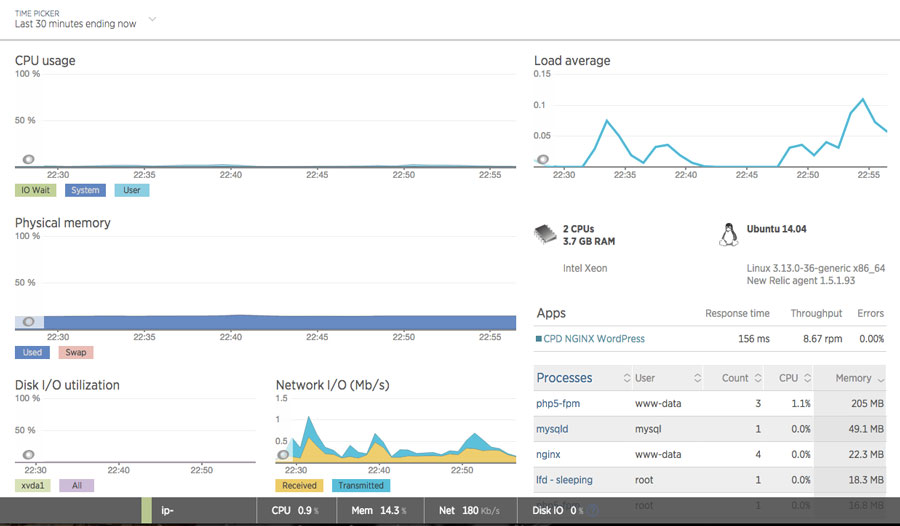 TIME PICKER
Last 30 minutes ending now
CPU usage
100 %
50 %
22:30 22:35 22:40 22:45 22:50 22:55
IO Wait System User
Load average
0.15
0.1
0.05
22:30 22:35 22:40 22:45 22:50 22:55
Physical memory
100 %
50 %
22:30 22:35 22:40 22:45 22:50 22:55
Used Swap
2 CPUs
3.7 GB RAM
Intel Xeon
Ubuntu 14.04
Linux 3.13.0-36-generic x86_64
New Relic agent 1.5.1.93
Apps Response time Throughput Errors
CPD NGINX WordPress 156 ms 8.67 rpm 0.00%
Disk I/O utilization
100 %
50 %
22:30 22:40 22:50
xvda1 All
Network I/O (Mb/s)
1.5
1
0.5
0
22:30 22:40 22:50
Received Transmitted
Processes User Count CPU Memory
php5-fpm www-data 3 1.1% 205 MB
mysqld mysql 1 0.0% 49.1 MB
nginx www-data 4 0.0% 22.3 MB
lfd - sleeping root 1 0.0% 18.3 MB
php5-fpm root 1 0.0% 16.8 MB
ip- CPU 0.9 % Mem 14.3 % Net 180 Kb/s Disk IO 0 %